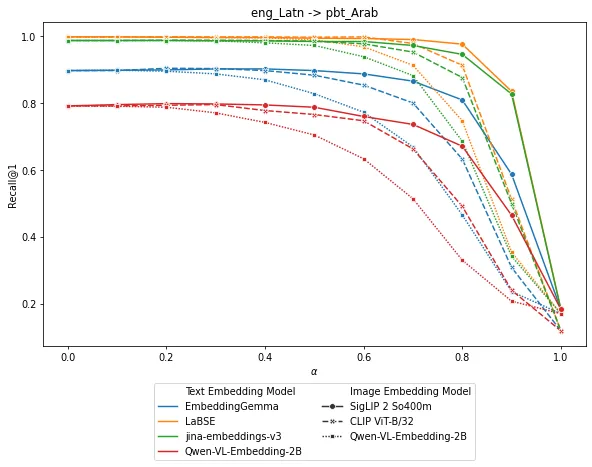 eng_Latn -> pbt_Arab
1.0
0.8
0.6
0.4
0.2
Recall@1
0.0 0.2 0.4 0.6 0.8 1.0
α
Text Embedding Model Image Embedding Model
EmbeddingGemma SigLIP 2 So400m
LaBSE CLIP ViT-B/32
jina-embeddings-v3 Qwen-VL-Embedding-2B
Qwen-VL-Embedding-2B